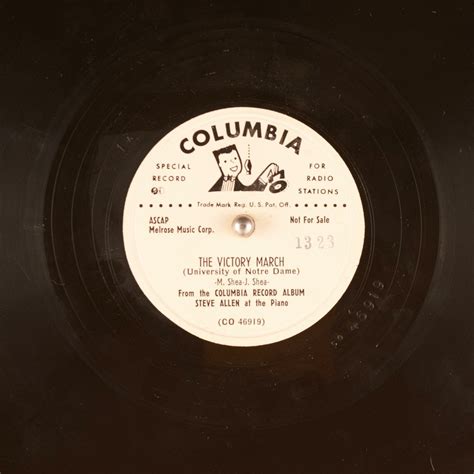 COLUMBIA
SPECIAL RECORD
FOR RADIO STATIONS
Trade Mark Reg. U.S. Pat. Off.
ASCAP
Melrose Music Corp.
Not For Sale
1323
THE VICTORY MARCH
(University of Notre Dame)
-M. Shea-J. Shea-
From the COLUMBIA RECORD ALBUM
STEVE ALLEN at the Piano
(CO 46919)
46919